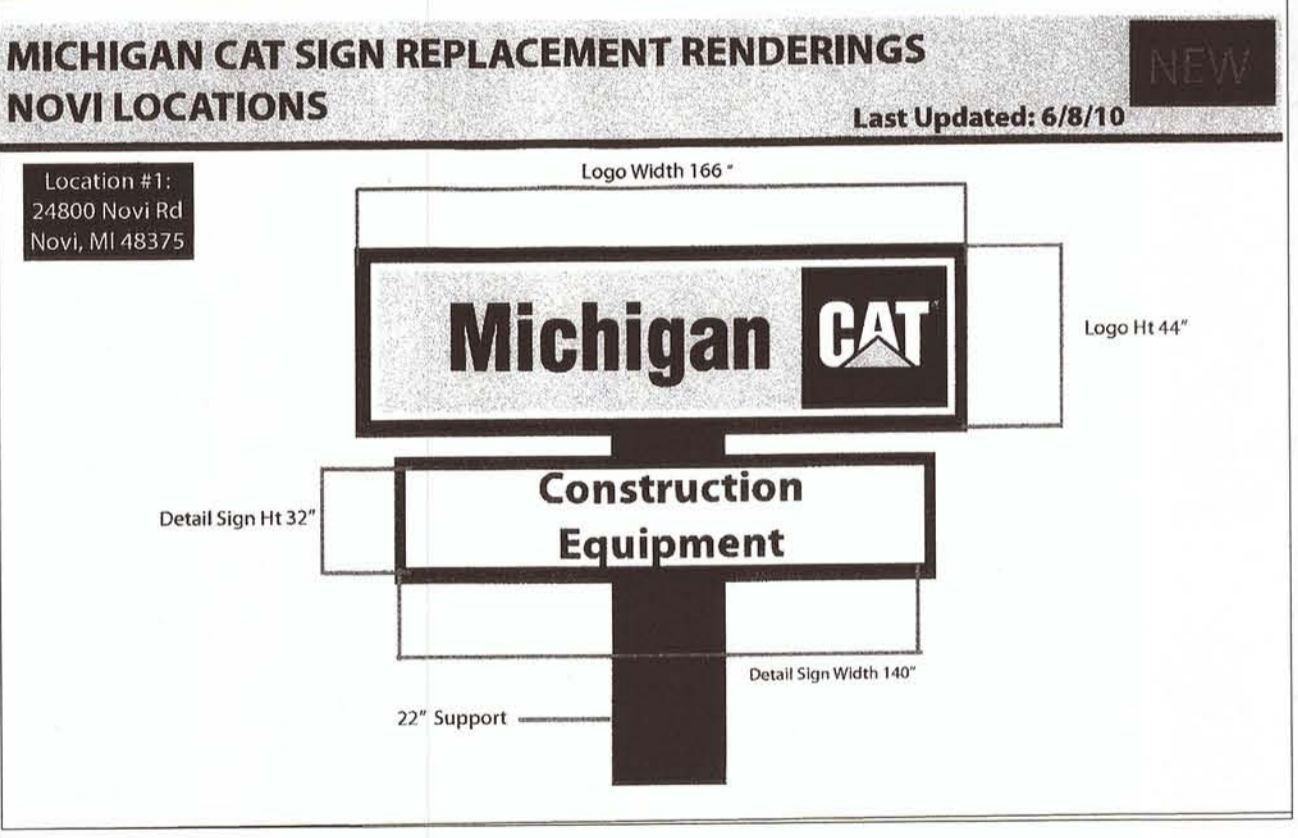 MICHIGAN CAT SIGN REPLACEMENT RENDERINGS
NOVI LOCATIONS
Last Updated: 6/8/10
NEW
Location #1:
24800 Novi Rd
Novi, MI 48375
Logo Width 166 "
Michigan CAT
Logo Ht 44"
Construction
Equipment
Detail Sign Ht 32"
Detail Sign Width 140"
22" Support